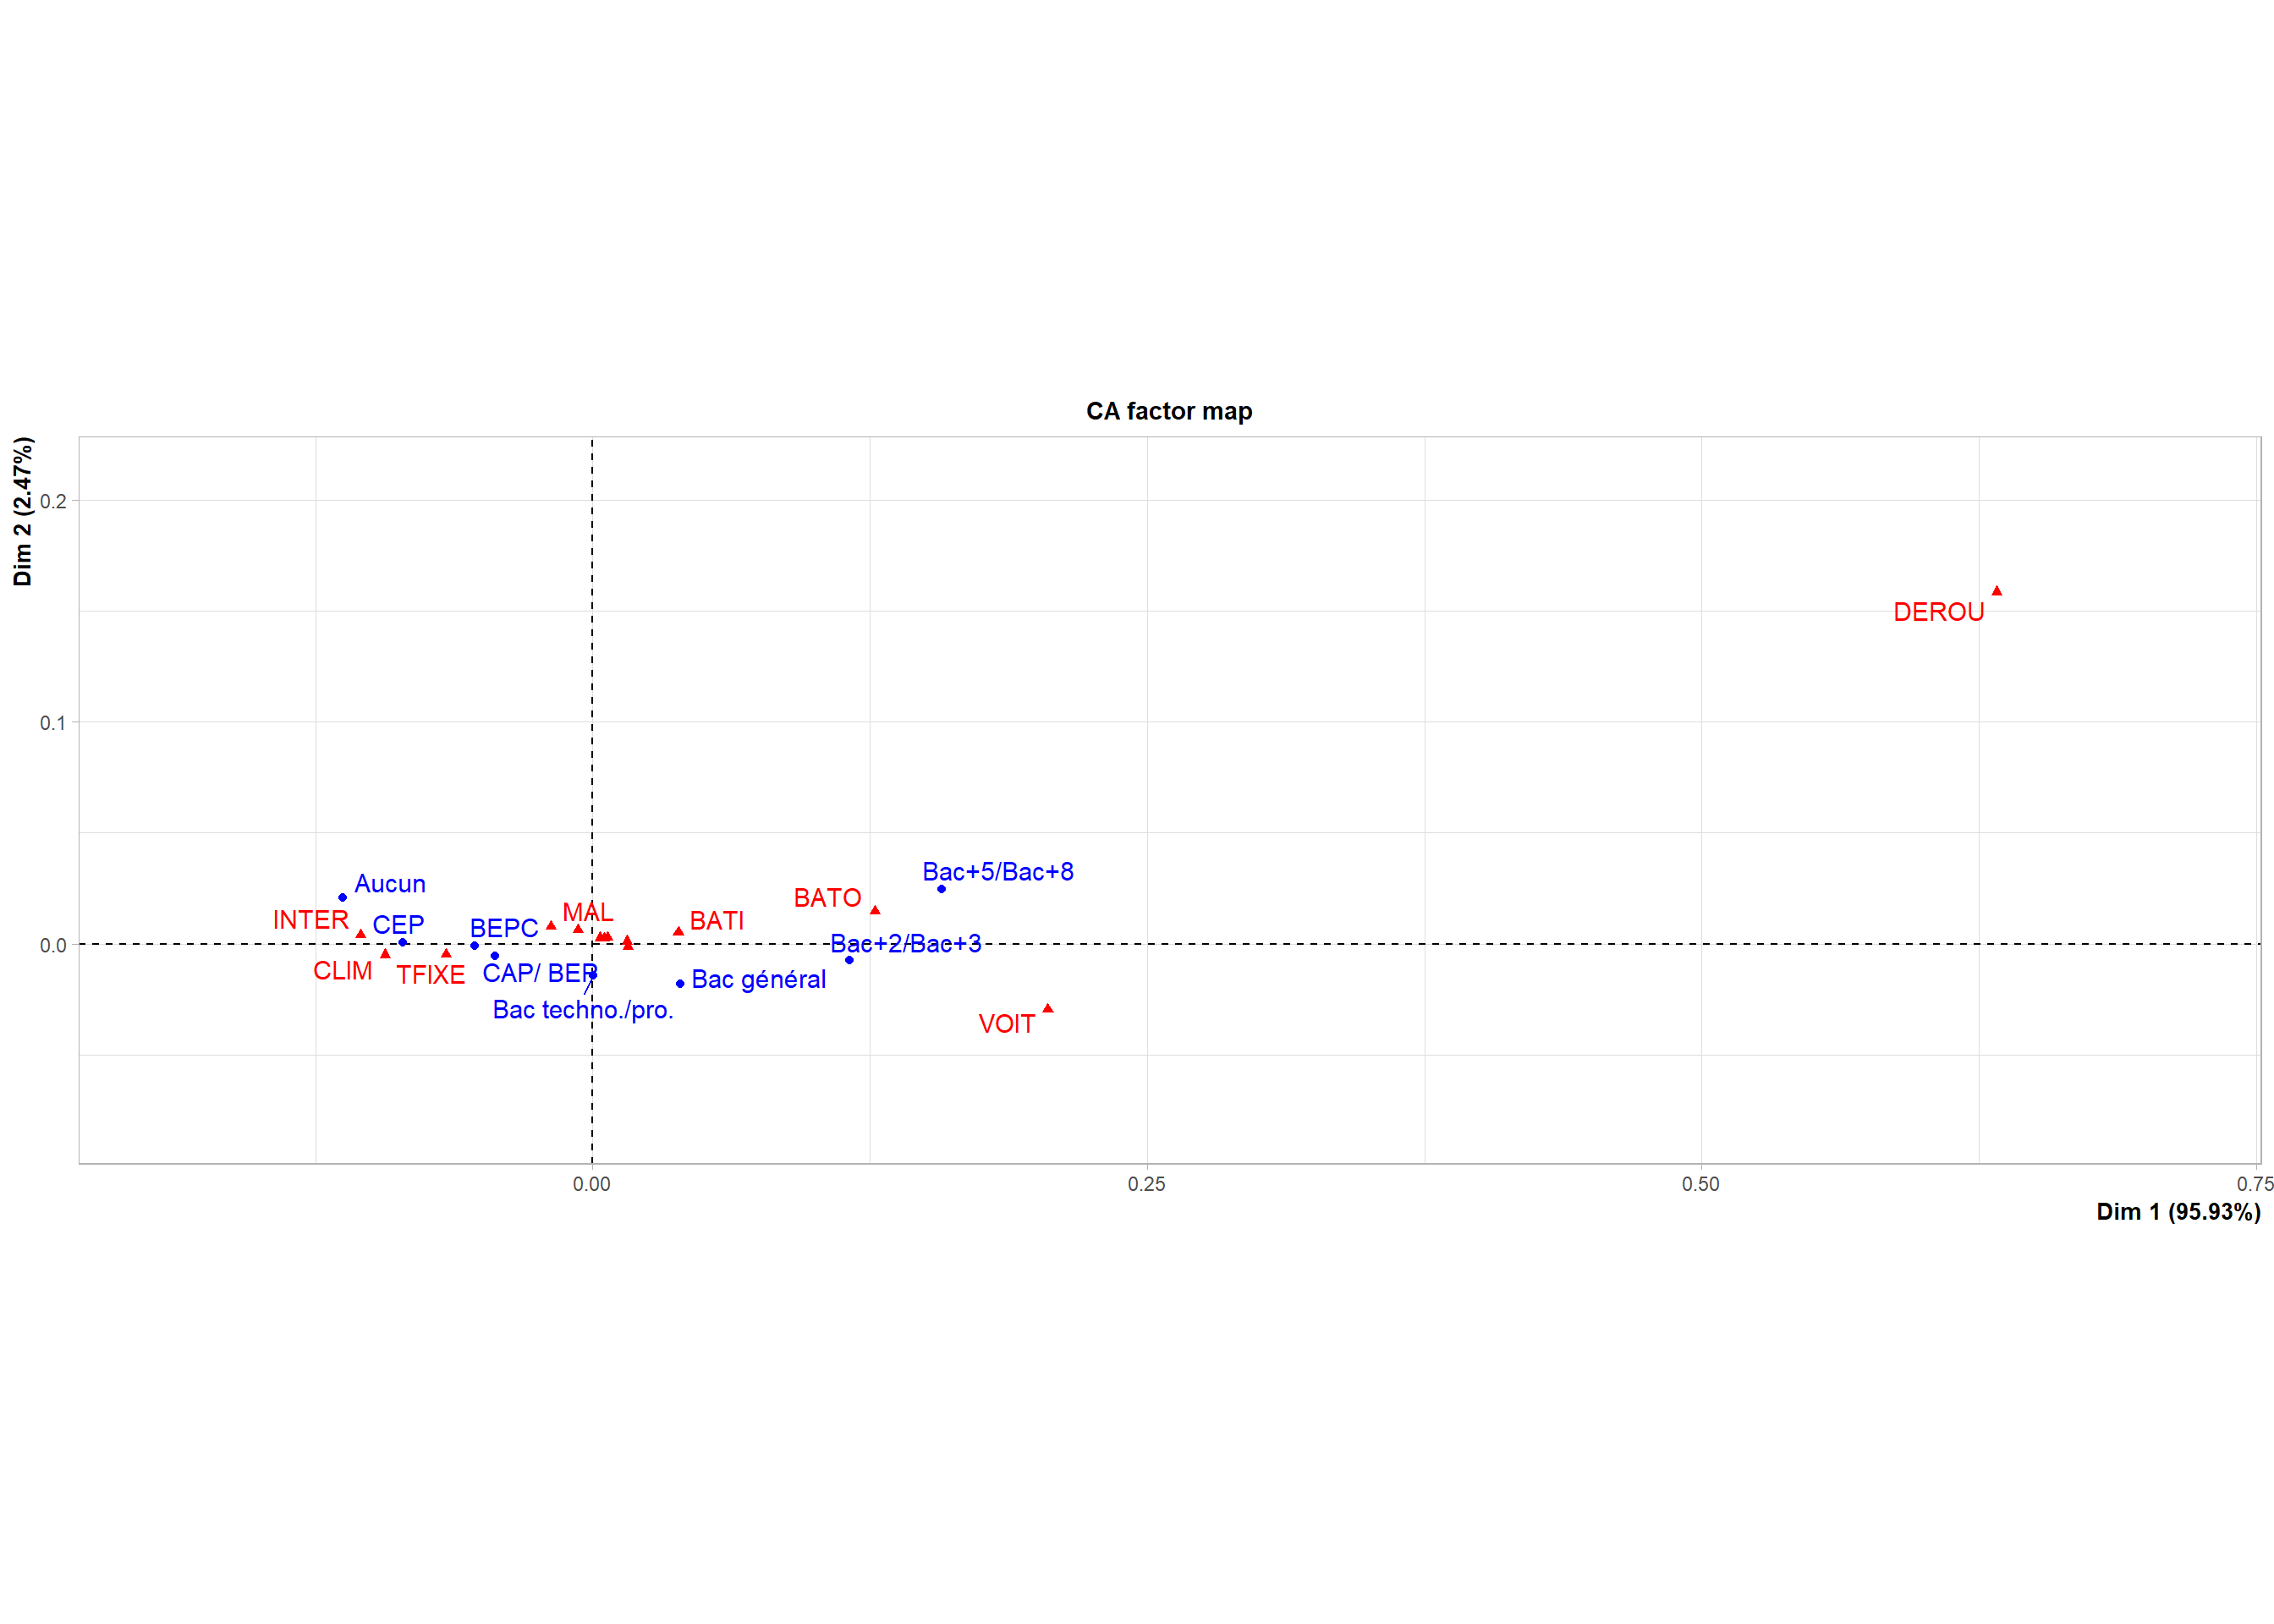 CA factor map
Dim 2 (2.47%)
0.2
DEROU
0.1
Bac+5/Bac+8
Aucun
BATO
MAL
INTER
CEP
BEPC
BATI
0.0
Bac+2/Bac+3
CLIM
TFIXE
CAP/ BEP
Bac général
Bac techno./pro.
VOIT
0.00
0.25
0.50
0.75
Dim 1 (95.93%)